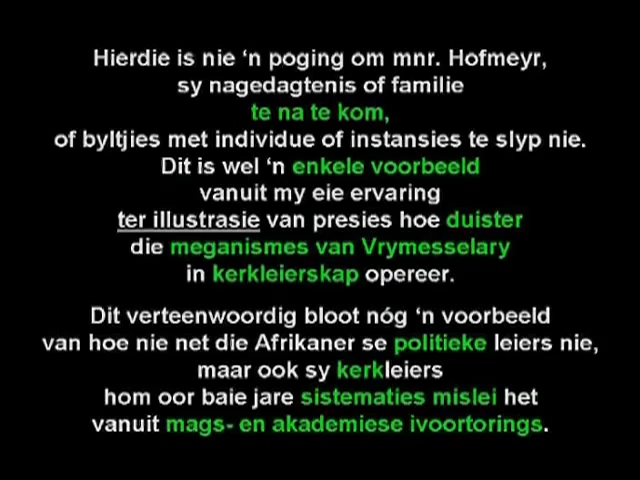 Hierdie is nie ‘n poging om mnr. Hofmeyr,
sy nagedagtenis of familie
te na te kom,
of byltjies met individue of instansies te slyp nie.
Dit is wel ‘n enkele voorbeeld
vanuit my eie ervaring
ter illustrasie van presies hoe duister
die meganismes van Vrymesselary
in kerkleierskap opereer.
Dit verteenwoordig bloot nóg ‘n voorbeeld
van hoe nie net die Afrikaner se politieke leiers nie,
maar ook sy kerkleiers
hom oor baie jare sistematies mislei het
vanuit mags- en akademiese ivoortorings.